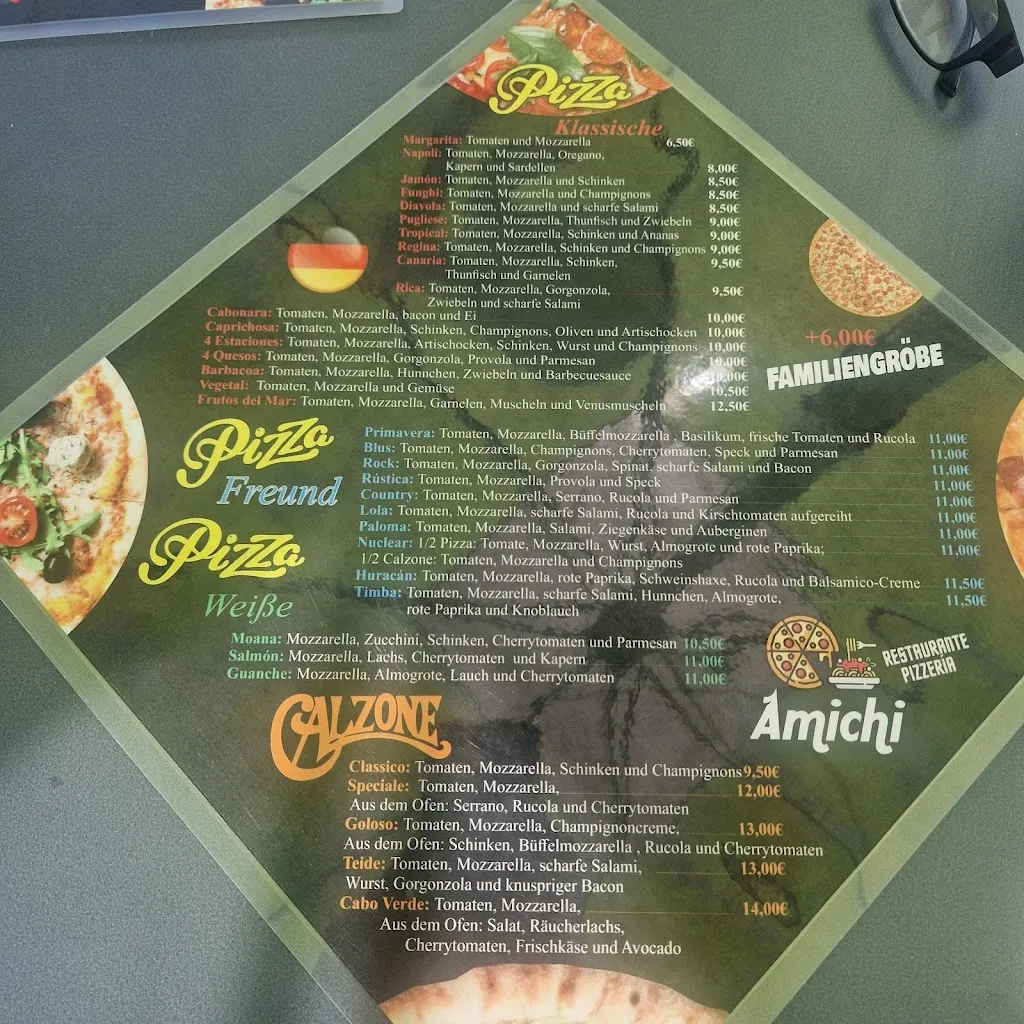 Pizza
Klassische
Margarita: Tomaten und Mozzarella 6,50€
Napoli: Tomaten, Mozzarella, Oregano,
Kapern und Sardellen 8,00€
Jamón: Tomaten, Mozzarella und Schinken 8,50€
Funghi: Tomaten, Mozzarella und Champignons 8,50€
Diavola: Tomaten, Mozzarella und scharfe Salami 8,50€
Pugliese: Tomaten, Mozzarella, Thunfisch und Zwiebeln 9,00€
Tropical: Tomaten, Mozzarella, Schinken und Ananas 9,00€
Regina: Tomaten, Mozzarella, Schinken und Champignons 9,00€
Canaria: Tomaten, Mozzarella, Schinken, 9,50€
Thunfisch und Garnelen
Rica: Tomaten, Mozzarella, Gorgonzola, 9,50€
Zwiebeln und scharfe Salami
Cabonara: Tomaten, Mozzarella, bacon und Ei 10,00€
Caprichosa: Tomaten, Mozzarella, Schinken, Champignons, Oliven und Artischocken 10,00€
4 Estaciones: Tomaten, Mozzarella, Artischocken, Schinken, Wurst und Champignons 10,00€
4 Quesos: Tomaten, Mozzarella, Gorgonzola, Provola und Parmesan 10,00€
Barbacoa: Tomaten, Mozzarella, Hunnchen, Zwiebeln und Barbecuesauce
Vegetal: Tomaten, Mozzarella und Gemüse 10,50€
Frutos del Mar: Tomaten, Mozzarella, Garnelen, Muscheln und Venusmuscheln 12,50€
+6,00€
FAMILIENGRÖBE
Pizza
Freund
Primavera: Tomaten, Mozzarella, Büffelmozzarella , Basilikum, frische Tomaten und Rucola 11,00€
Blus: Tomaten, Mozzarella, Champignons, Cherrytomaten, Speck und Parmesan 11,00€
Rock: Tomaten, Mozzarella, Gorgonzola, Spinat, scharfe Salami und Bacon 11,00€
Rústica: Tomaten, Mozzarella, Provola und Speck 11,00€
Country: Tomaten, Mozzarella, Serrano, Rucola und Parmesan 11,00€
Lola: Tomaten, Mozzarella, scharfe Salami, Rucola und Kirschtomaten aufgereiht 11,00€
Paloma: Tomaten, Mozzarella, Salami, Ziegenkäse und Auberginen 11,00€
Nuclear: 1/2 Pizza: Tomate, Mozzarella, Wurst, Almogrote und rote Paprika; 11,00€
1/2 Calzone: Tomaten, Mozzarella und Champignons
Huracán: Tomaten, Mozzarella, rote Paprika, Schweinshaxe, Rucola und Balsamico-Creme 11,50€
Timba: Tomaten, Mozzarella, scharfe Salami, Hunnchen, Almogrote, 11,50€
rote Paprika und Knoblauch
Pizza
Weiße
Moana: Mozzarella, Zucchini, Schinken, Cherrytomaten und Parmesan 10,50€
Salmón: Mozzarella, Lachs, Cherrytomaten und Kapern 11,00€
Guanche: Mozzarella, Almogrote, Lauch und Cherrytomaten 11,00€
RESTAURANTE
PIZZERIA
Amichi
CALZONE
Classico: Tomaten, Mozzarella, Schinken und Champignons 9,50€
Speciale: Tomaten, Mozzarella, 12,00€
Aus dem Ofen: Serrano, Rucola und Cherrytomaten
Goloso: Tomaten, Mozzarella, Champignoncreme, 13,00€
Aus dem Ofen: Schinken, Büffelmozzarella , Rucola und Cherrytomaten
Teide: Tomaten, Mozzarella, scharfe Salami, 13,00€
Wurst, Gorgonzola und knuspriger Bacon
Cabo Verde: Tomaten, Mozzarella, 14,00€
Aus dem Ofen: Salat, Räucherlachs,
Cherrytomaten, Frischkäse und Avocado